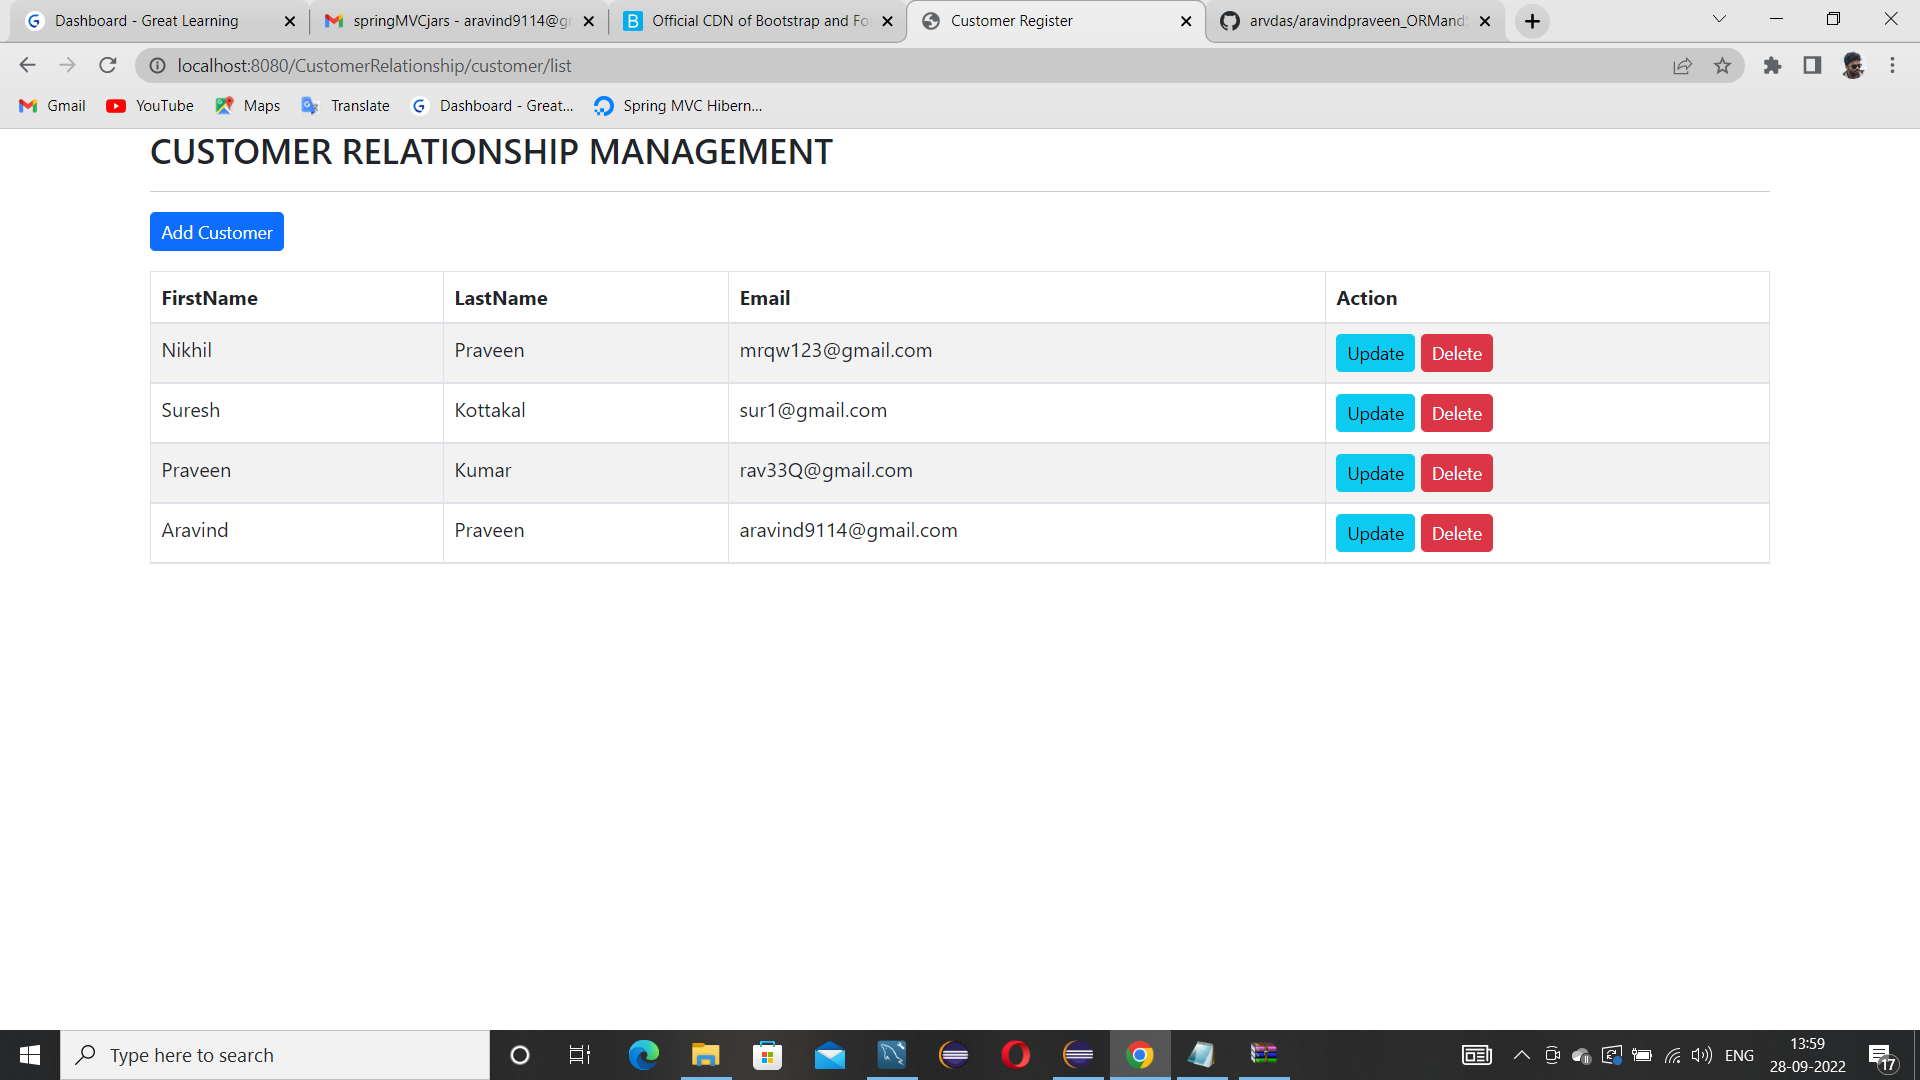 Dashboard - Great Learning
springMVCjars - aravind9114@g
Official CDN of Bootstrap and Fo
Customer Register
arvdas/aravindpraveen_ORMand
localhost:8080/CustomerRelationship/customer/list
Gmail YouTube Maps Translate Dashboard - Great... Spring MVC Hibern...
CUSTOMER RELATIONSHIP MANAGEMENT
Add Customer
FirstName LastName Email Action
Nikhil Praveen mrqw123@gmail.com Update Delete
Suresh Kottakal sur1@gmail.com Update Delete
Praveen Kumar rav33Q@gmail.com Update Delete
Aravind Praveen aravind9114@gmail.com Update Delete
Type here to search
ENG
13:59
28-09-2022
17